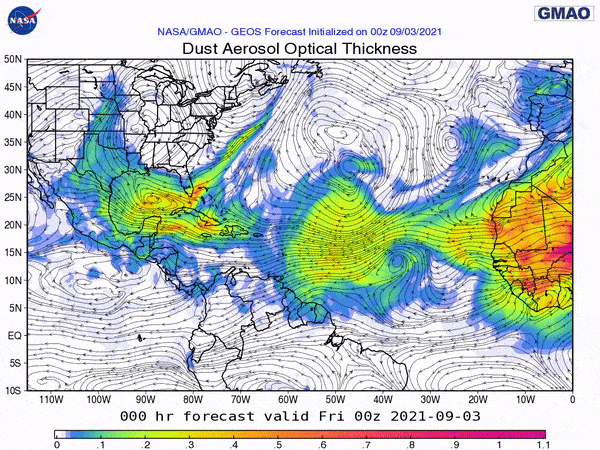 NASA
GMAO
NASA/GMAO - GEOS Forecast Initialized on 00z 09/03/2021
Dust Aerosol Optical Thickness
50N
45N
40N
35N
30N
25N
20N
15N
10N
5N
EQ
5S
10S
110W 100W 90W 80W 70W 60W 50W 40W 30W 20W 10W 0
000 hr forecast valid Fri 00z 2021-09-03
0 .1 .2 .3 .4 .5 .6 .7 .8 .9 1 1.1